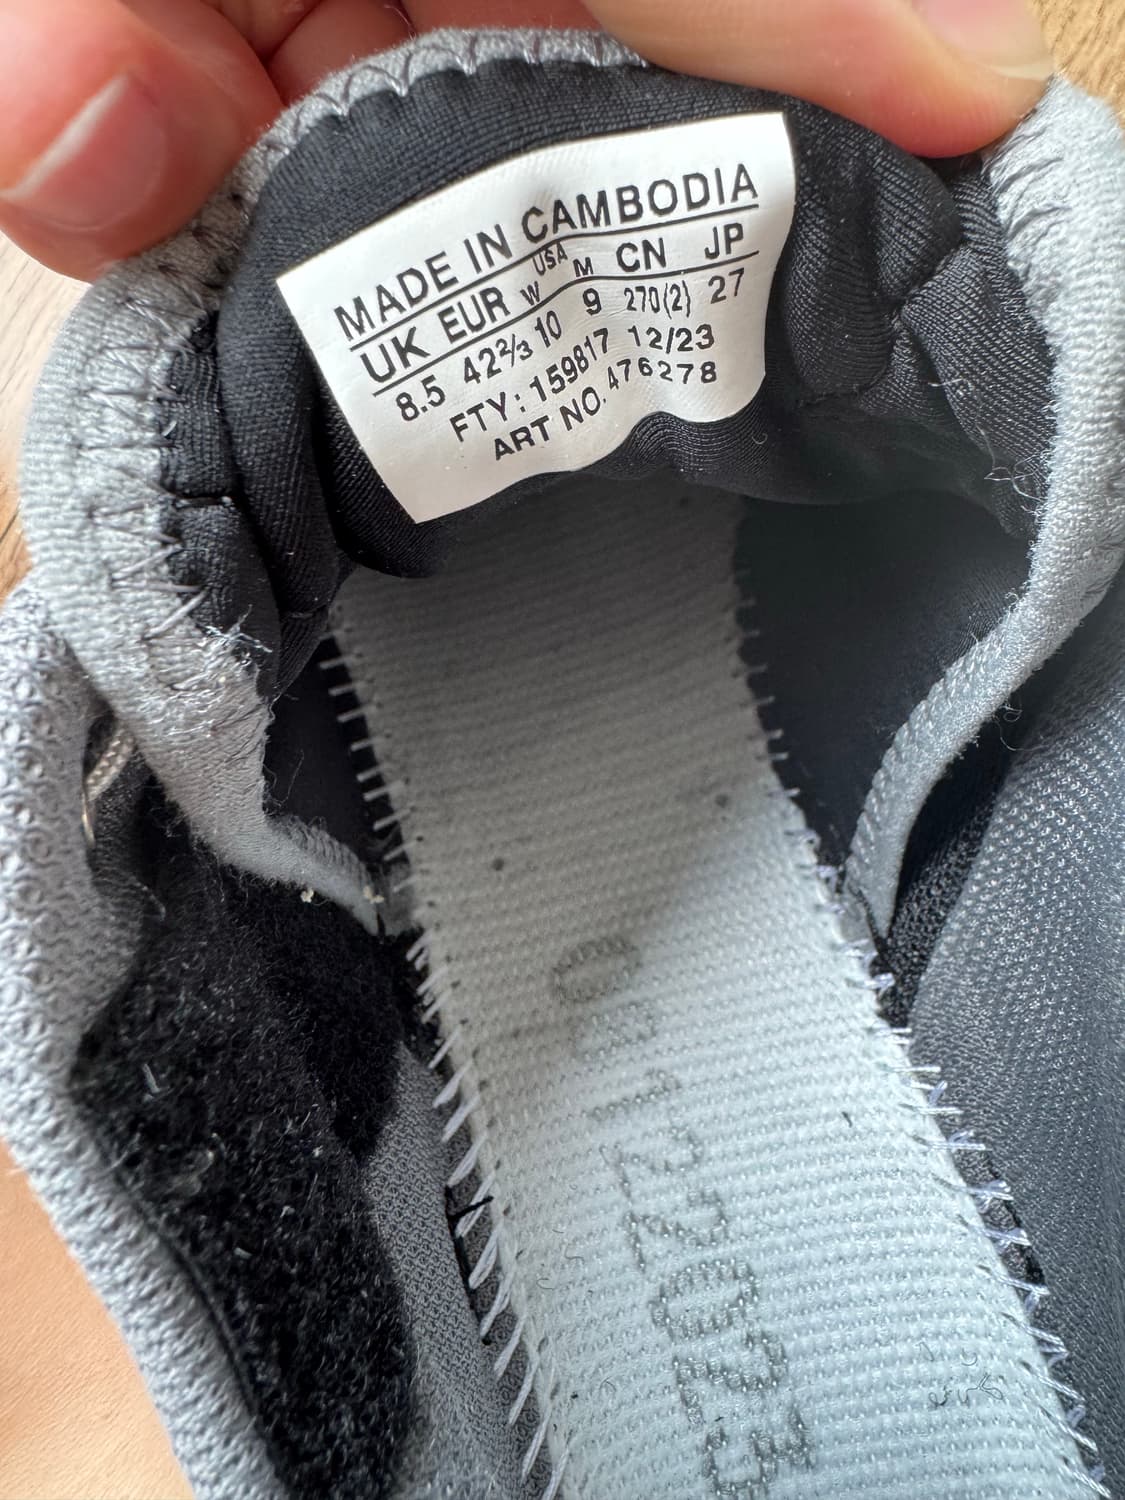 MADE IN CAMBODIA
UK EUR USA W M CN JP
8.5 42⅔ 10 9 270(2) 27
FTY: 159817 12/23
ART NO. 476278